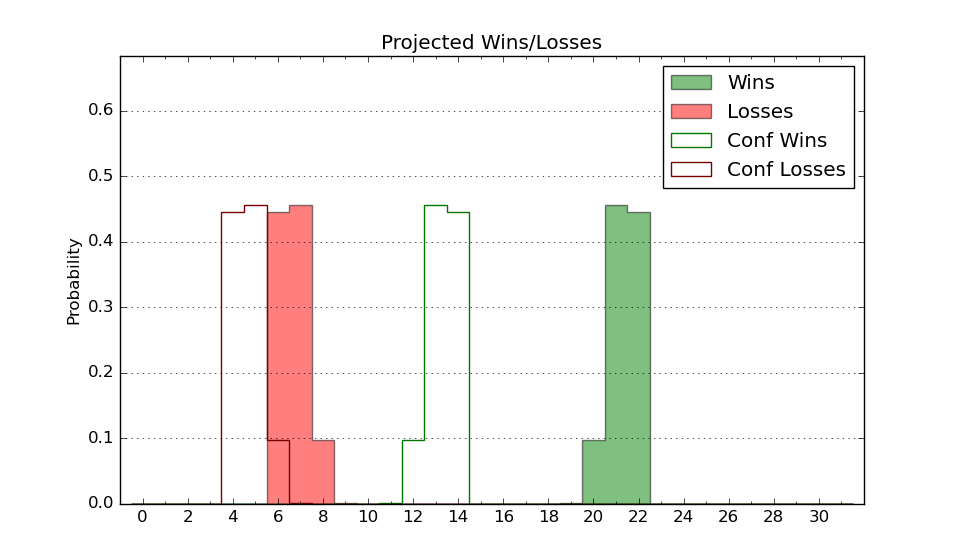 Projected Wins/Losses
Wins
Losses
Conf Wins
Conf Losses
Probability
0.6
0.5
0.4
0.3
0.2
0.1
0.0
0 2 4 6 8 10 12 14 16 18 20 22 24 26 28 30